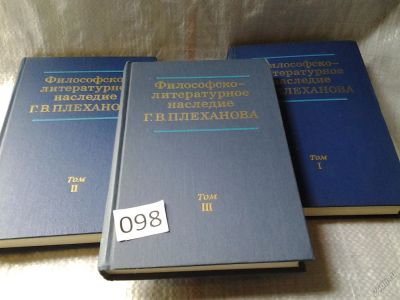 Философско-
литературное
наследие
Г.В.ПЛЕХАНОВА
Том
II
Философско-
литературное
наследие
Г.В.ПЛЕХАНОВА
Том
III
098
Философско-
литературное
наследие
ПЛЕХАНОВА
Том
I